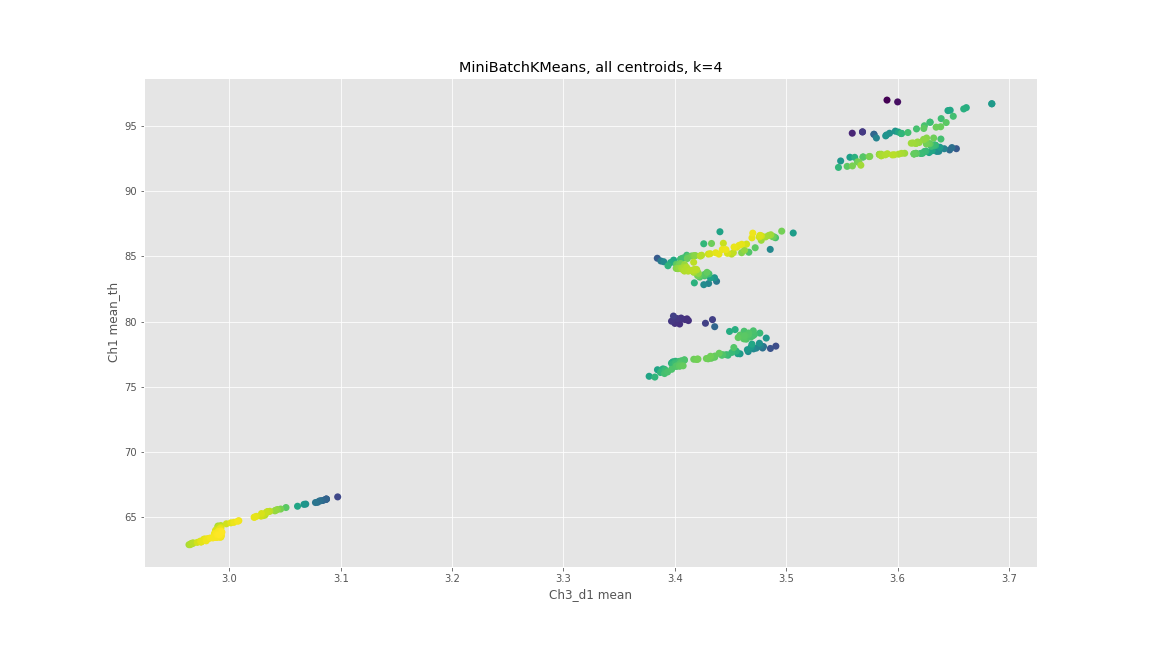 MiniBatchKMeans, all centroids, k=4
95
90
85
80
75
70
65
Ch1 mean_th
3.0 3.1 3.2 3.3 3.4 3.5 3.6 3.7
Ch3_d1 mean